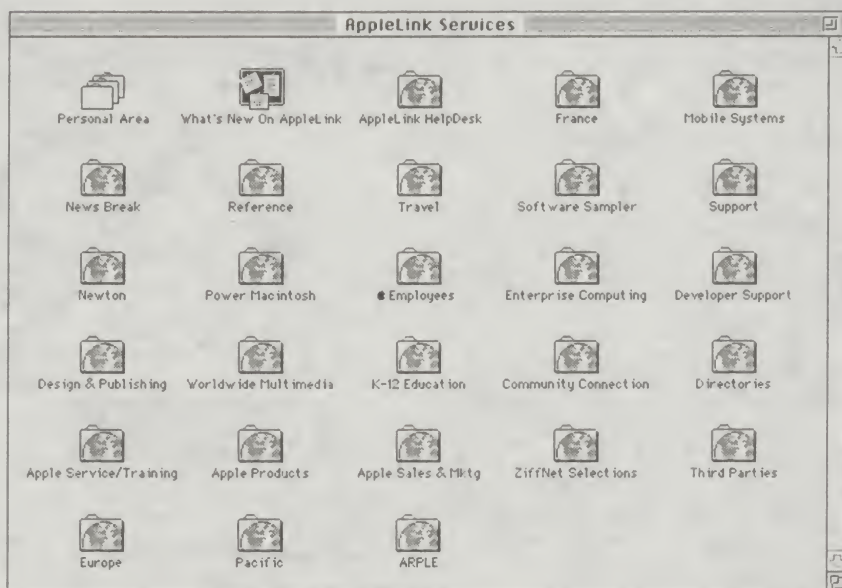 AppleLink Services
Personal Area What's New On AppleLink AppleLink HelpDesk France Mobile Systems
News Break Reference Travel Software Sampler Support
Newton Power Macintosh Employees Enterprise Computing Developer Support
Design & Publishing Worldwide Multimedia K-12 Education Community Connection Directories
Apple Service/Training Apple Products Apple Sales & Mktg ZiffNet Selections Third Parties
Europe Pacific ARPLE